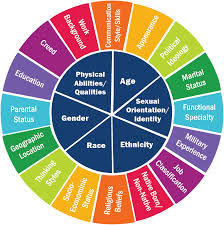 Communication
Style/Skills
Appearance
Political
Ideology
Marital
Status
Functional
Specialty
Military
Experience
Job
Classification
Native Born/
Non-Native
Religious
Beliefs
Socio-
Economic
Status
Thinking
Styles
Geographic
Location
Parental
Status
Education
Creed
Work
Background
Physical
Abilities/
Qualities
Age
Sexual
Orientation/
Identity
Ethnicity
Race
Gender